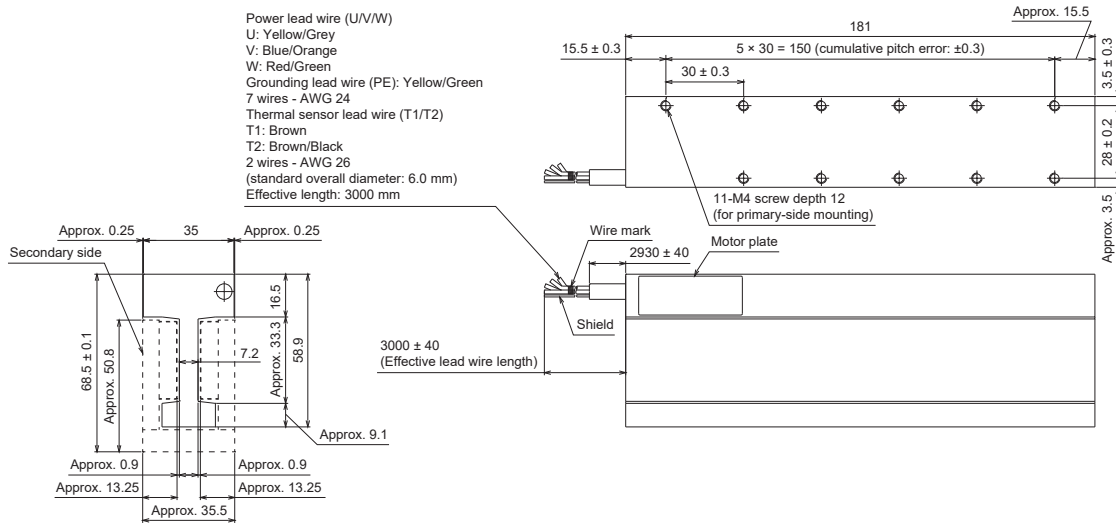 Power lead wire (U/V/W)
U: Yellow/Grey
V: Blue/Orange
W: Red/Green
Grounding lead wire (PE): Yellow/Green
7 wires - AWG 24
Thermal sensor lead wire (T1/T2)
T1: Brown
T2: Brown/Black
2 wires - AWG 26
(standard overall diameter: 6.0 mm)
Effective length: 3000 mm
Approx. 15.5
181
15.5 ± 0.3
5 × 30 = 150 (cumulative pitch error: ±0.3)
30 ± 0.3
3.5 ± 0.3
28 ± 0.2
Approx. 3.5
11-M4 screw depth 12
(for primary-side mounting)
Approx. 0.25
35
Approx. 0.25
Secondary side
16.5
68.5 ± 0.1
Approx. 50.8
7.2
Approx. 33.3
58.9
Approx. 9.1
Approx. 0.9
Approx. 0.9
Approx. 13.25
Approx. 13.25
Approx. 35.5
Wire mark
Motor plate
2930 ± 40
Shield
3000 ± 40
(Effective lead wire length)